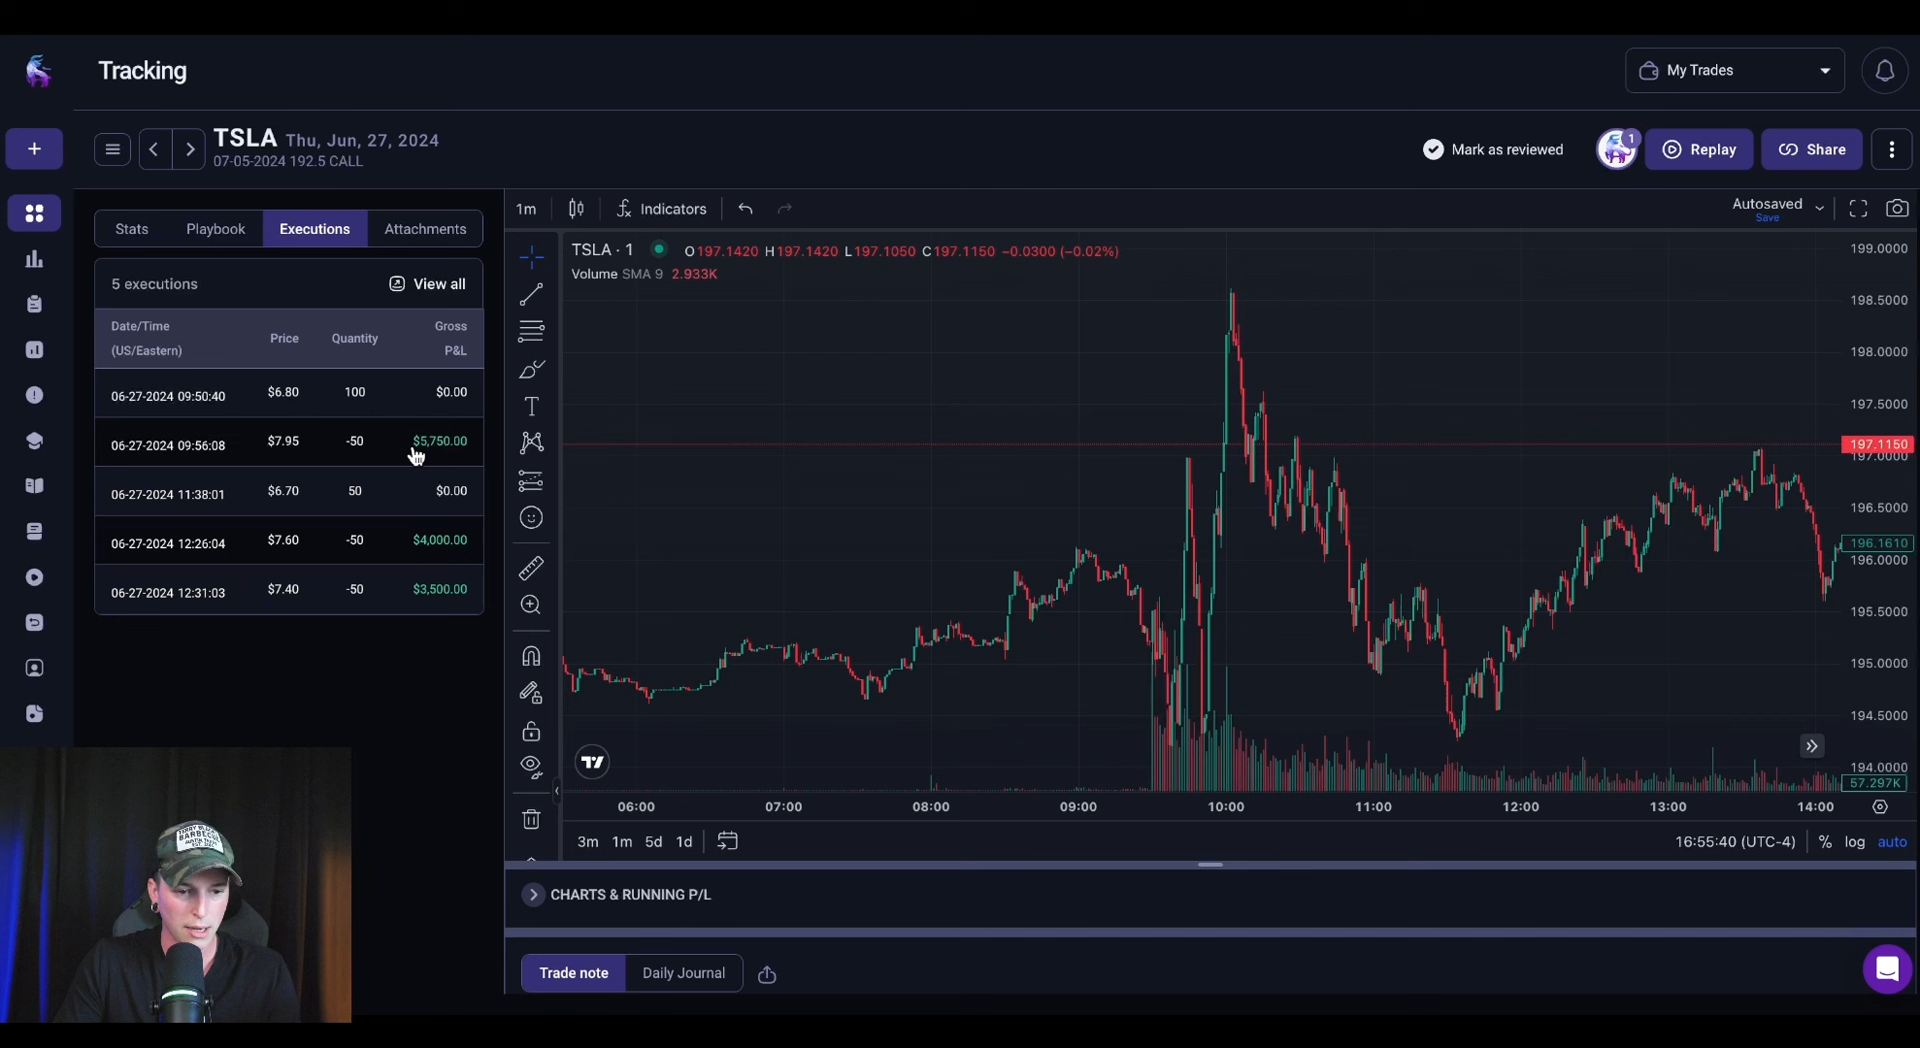 Tracking
My Trades
TSLA Thu, Jun, 27, 2024
07-05-2024 192.5 CALL
Mark as reviewed
1
Replay
Share
Stats
Playbook
Executions
Attachments
5 executions
View all
Date/Time
(US/Eastern)
Price
Quantity
Gross
P&L
06-27-2024 09:50:40 $6.80 100 $0.00
06-27-2024 09:56:08 $7.95 -50 $5,750.00
06-27-2024 11:38:01 $6.70 50 $0.00
06-27-2024 12:26:04 $7.60 -50 $4,000.00
06-27-2024 12:31:03 $7.40 -50 $3,500.00
1m
Indicators
Autosaved
Save
TSLA · 1 O197.1420 H197.1420 L197.1050 C197.1150 -0.0300 (-0.02%)
Volume SMA 9 2.933K
199.0000
198.5000
198.0000
197.5000
197.1150
197.0000
196.5000
196.1610
196.0000
195.5000
195.0000
194.5000
194.0000
57.297K
06:00 07:00 08:00 09:00 10:00 11:00 12:00 13:00 14:00
3m 1m 5d 1d
16:55:40 (UTC-4) % log auto
CHARTS & RUNNING P/L
Trade note
Daily Journal
BARBECUE